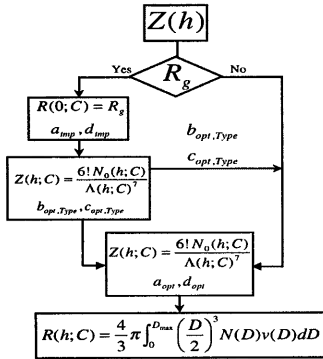 Z(h)
Yes
R_g
No
R(0;C) = R_g
a_imp, d_imp
b_opt,Type
c_opt,Type
Z(h;C) = 6! N_0(h;C) / Λ(h;C)^7
b_opt,Type, c_opt,Type
Z(h;C) = 6! N_0(h;C) / Λ(h;C)^7
a_opt, d_opt
R(h;C) = 4/3 π ∫_0^{D_max} (D/2)^3 N(D)v(D)dD